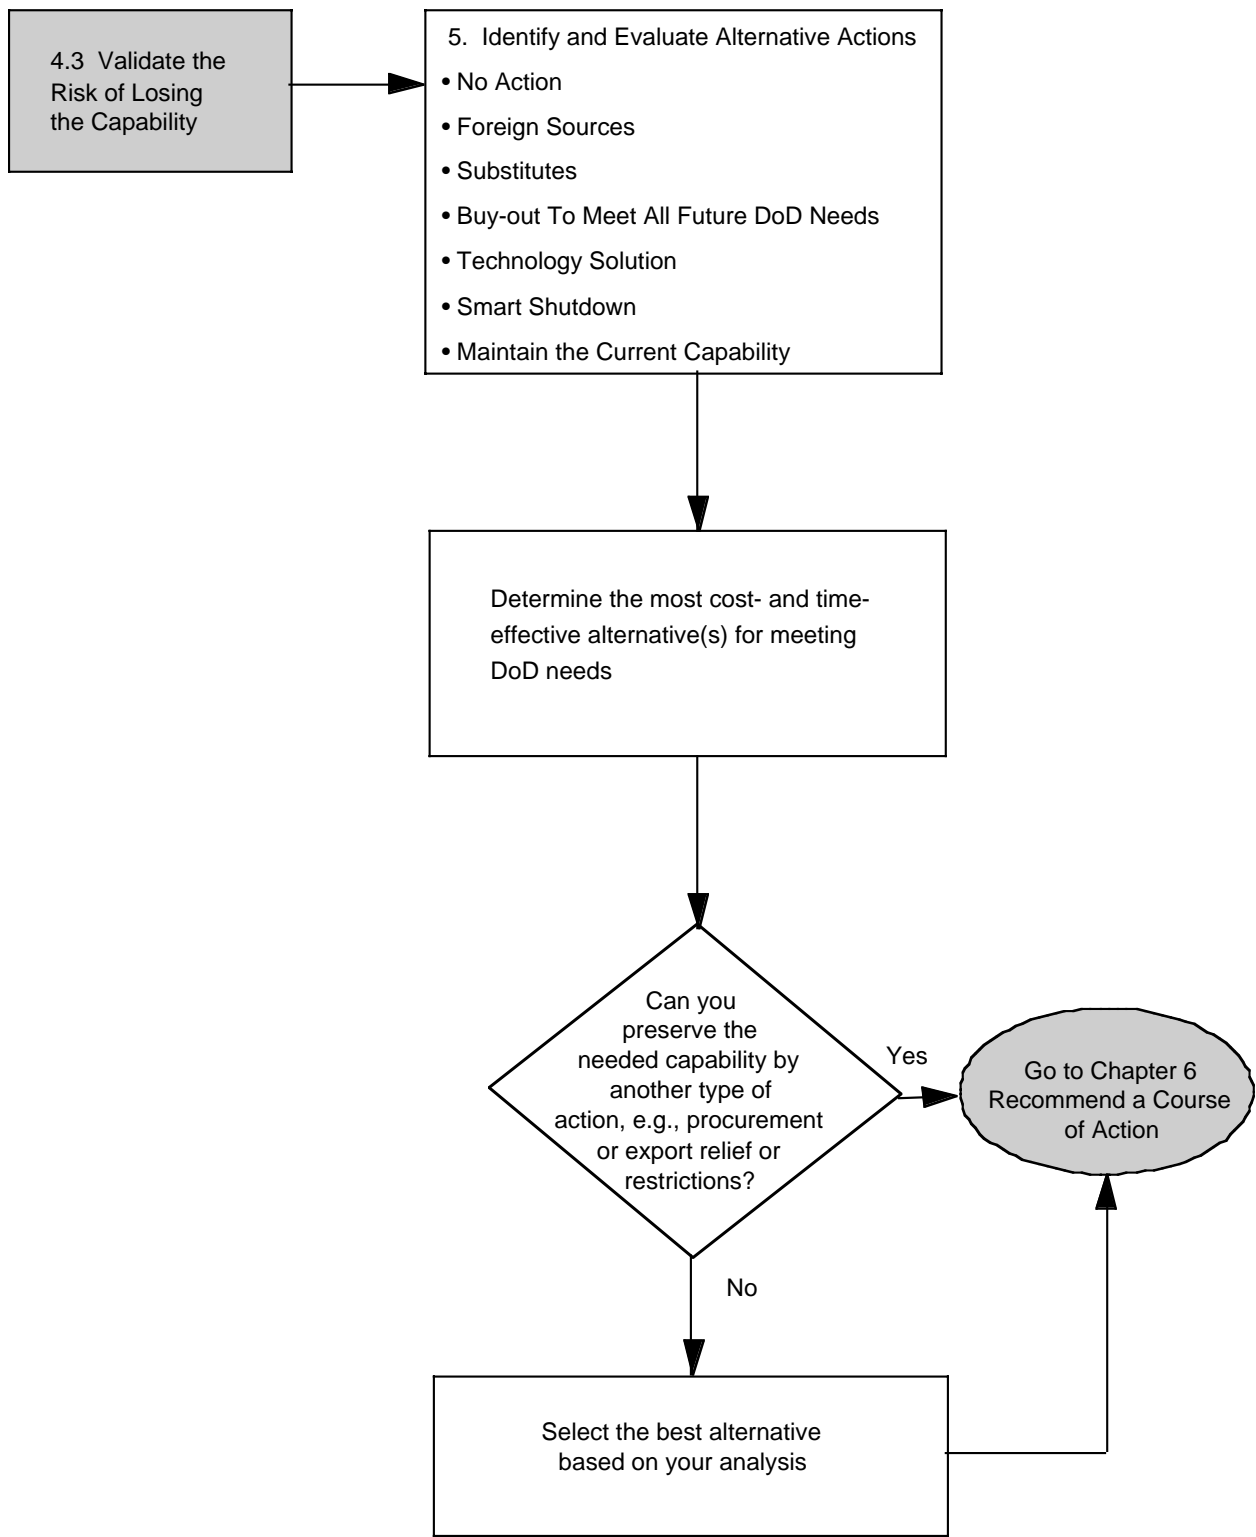 4.3 Validate the
Risk of Losing
the Capability
5. Identify and Evaluate Alternative Actions
• No Action
• Foreign Sources
• Substitutes
• Buy-out To Meet All Future DoD Needs
• Technology Solution
• Smart Shutdown
• Maintain the Current Capability
Determine the most cost- and time-
effective alternative(s) for meeting
DoD needs
Can you
preserve the
needed capability by
another type of
action, e.g., procurement
or export relief or
restrictions?
Yes
Go to Chapter 6
Recommend a Course
of Action
No
Select the best alternative
based on your analysis